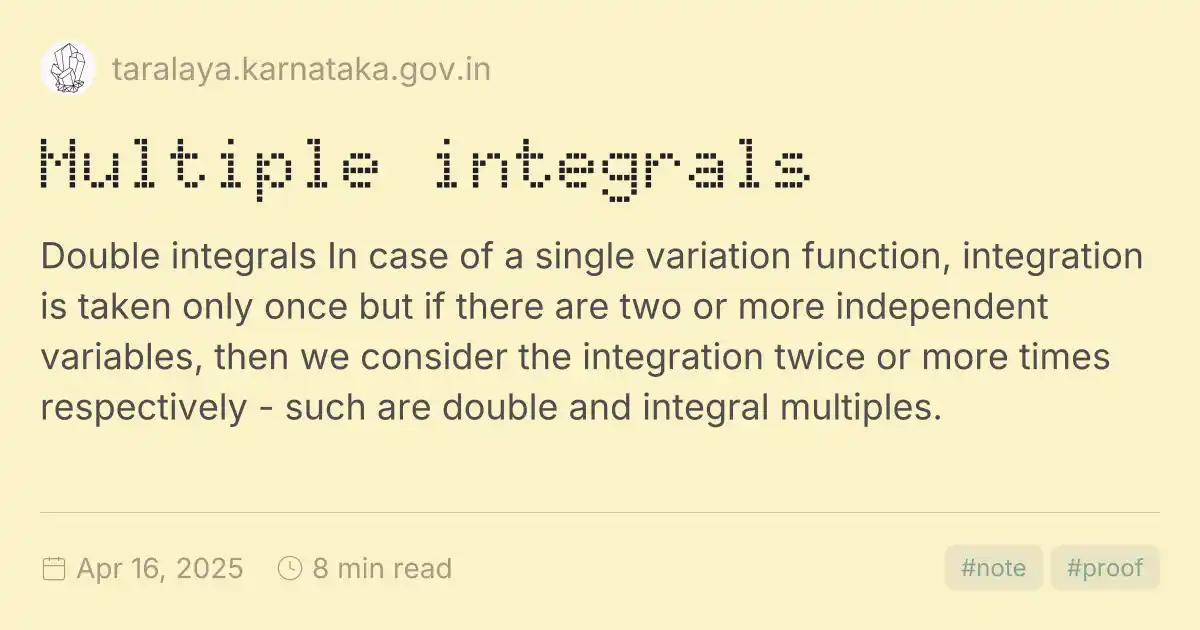 taralaya.karnataka.gov.in
Multiple integrals
Double integrals In case of a single variation function, integration
is taken only once but if there are two or more independent
variables, then we consider the integration twice or more times
respectively - such are double and integral multiples.
Apr 16, 2025 8 min read #note #proof